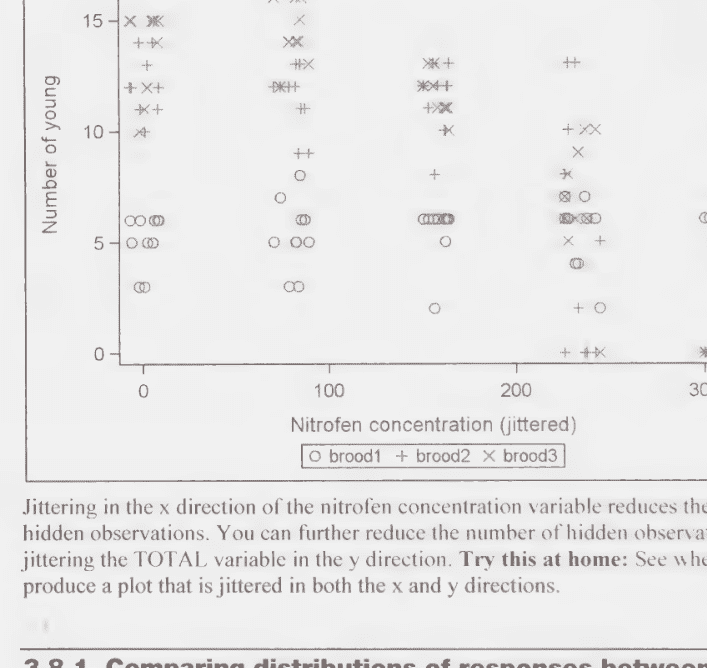 15
10
5
0
Number of young
0 100 200 30
Nitrofen concentration (jittered)
brood1 brood2 brood3
Jittering in the x direction of the nitrofen concentration variable reduces the
hidden observations. You can further reduce the number of hidden observa
jittering the TOTAL variable in the y direction. Try this at home: See whe
produce a plot that is jittered in both the x and y directions.
3.8.1 Comparing distributions of responses between